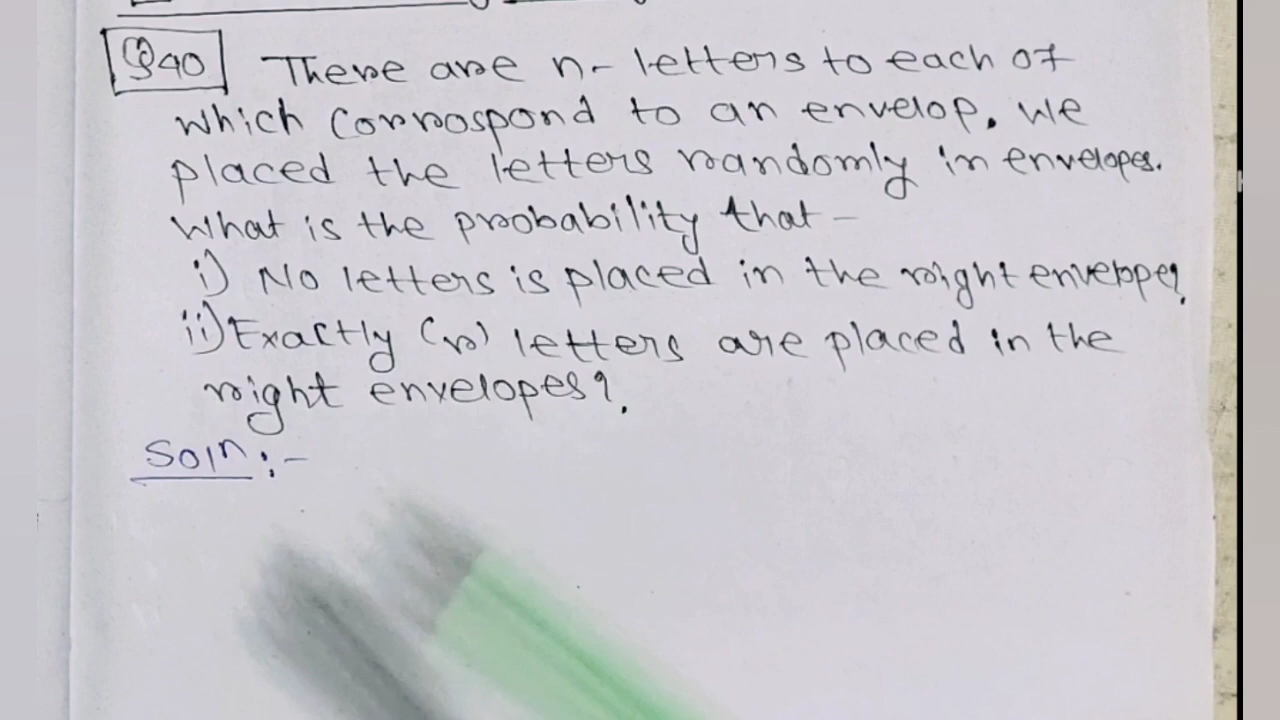 Q40 There are n- letters to each of
which corrospond to an envelop. We
placed the letters randomly in envelopes.
What is the probability that -
i) No letters is placed in the right envelope?
ii) Exactly (r) letters are placed in the
right envelopes?
Solⁿ :-